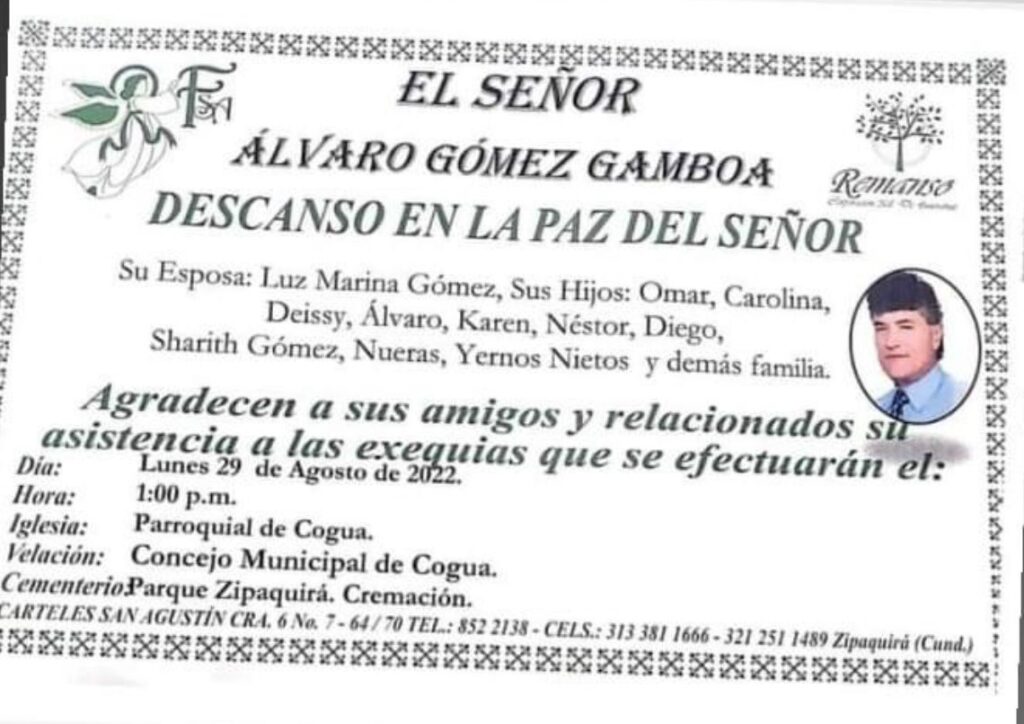 FSA
EL SEÑOR
ÁLVARO GÓMEZ GAMBOA
Remanso
DESCANSO EN LA PAZ DEL SEÑOR
Su Esposa: Luz Marina Gómez, Sus Hijos: Omar, Carolina,
Deissy, Álvaro, Karen, Néstor, Diego,
Sharith Gómez, Nueras, Yernos Nietos y demás familia.
Agradecen a sus amigos y relacionados su
asistencia a las exequias que se efectuarán el:
Día: Lunes 29 de Agosto de 2022.
Hora: 1:00 p.m.
Iglesia: Parroquial de Cogua.
Velación: Concejo Municipal de Cogua.
Cementerio: Parque Zipaquirá. Cremación.
CARTELES SAN AGUSTÍN CRA. 6 No. 7 - 64 / 70 TEL.: 852 2138 - CELS.: 313 381 1666 - 321 251 1489 Zipaquirá (Cund.)